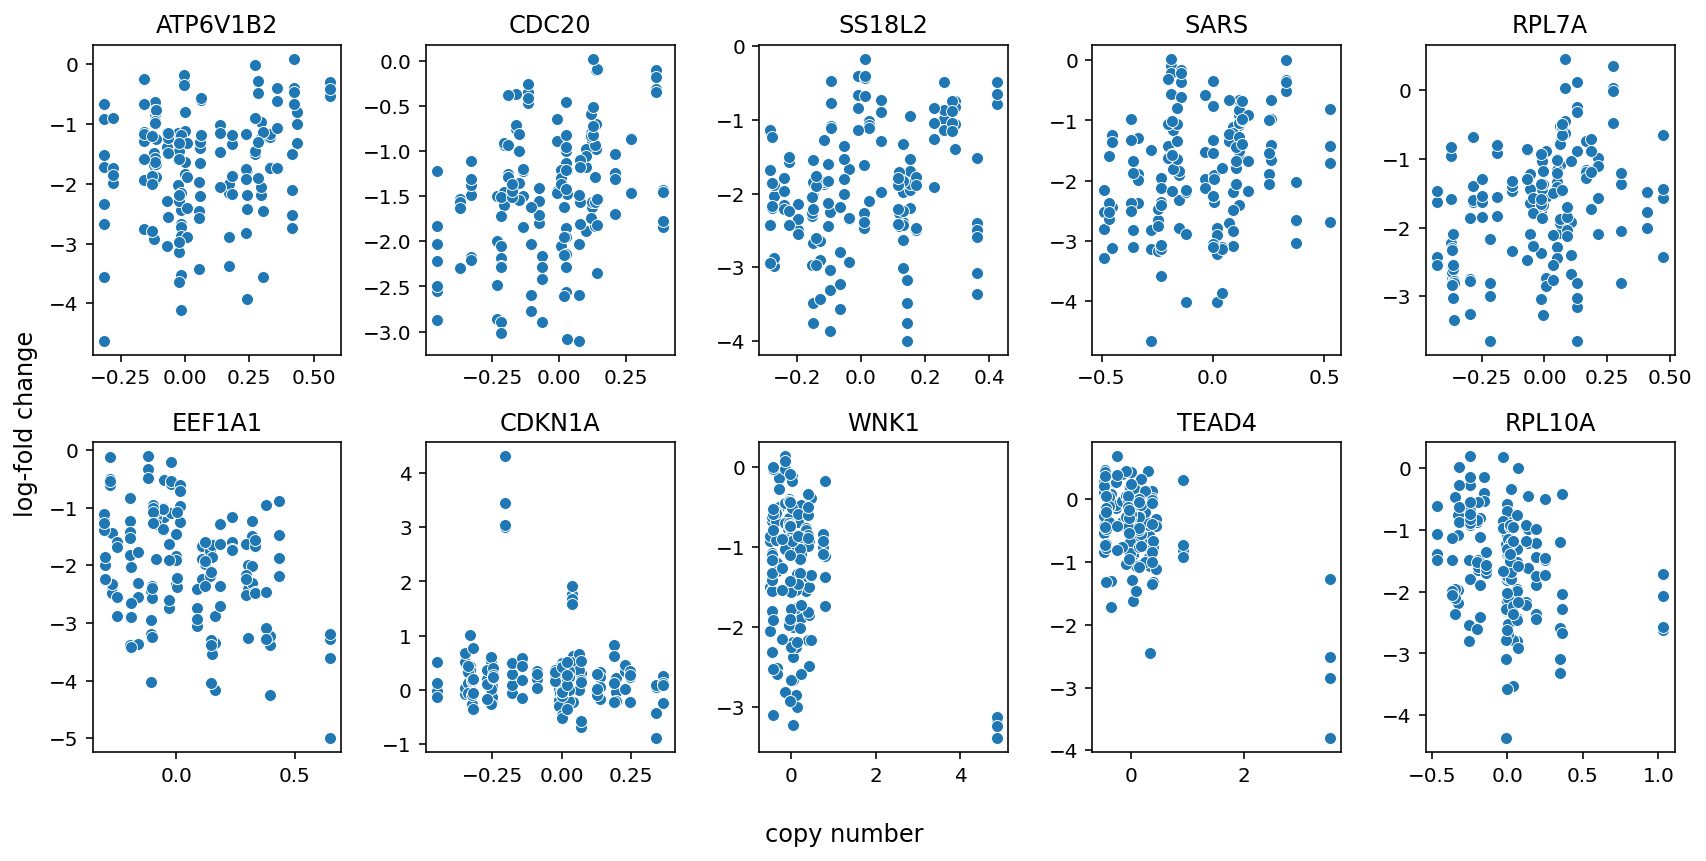 ATP6V1B2 CDC20 SS18L2 SARS RPL7A
0 −1 −2 −3 −4
0.0 −0.5 −1.0 −1.5 −2.0 −2.5 −3.0
0 −1 −2 −3 −4
0 −1 −2 −3 −4
0 −1 −2 −3
−0.25 0.00 0.25 0.50
−0.25 0.00 0.25
−0.2 0.0 0.2 0.4
−0.5 0.0 0.5
−0.25 0.00 0.25 0.50
log-fold change
EEF1A1 CDKN1A WNK1 TEAD4 RPL10A
0 −1 −2 −3 −4 −5
4 3 2 1 0 −1
0 −1 −2 −3
0 −1 −2 −3 −4
0 −1 −2 −3 −4
0.0 0.5
−0.25 0.00 0.25
0 2 4
0 2
−0.5 0.0 0.5 1.0
copy number